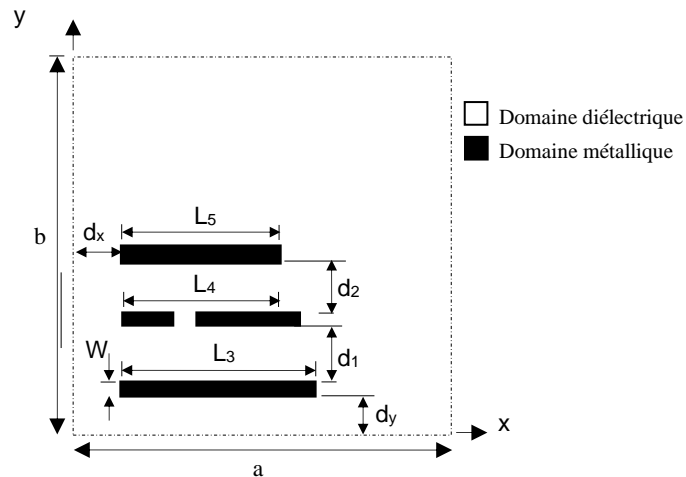 y
Domaine diélectrique
Domaine métallique
L5
dx
b
L4
d2
W
L3
d1
dy
x
a